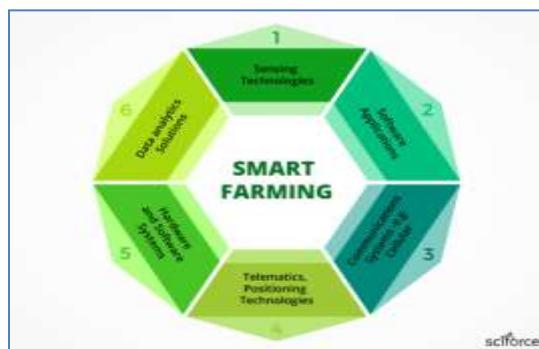 1
Sensing
Technologies
2
Software
Applications
3
Communications
Systems ,e.g
Cellular
4
Telematics,
Positioning
Technologies
5
Hardware
and Software
Systems
6
Data analytics
Solutions
SMART
FARMING
sciforce